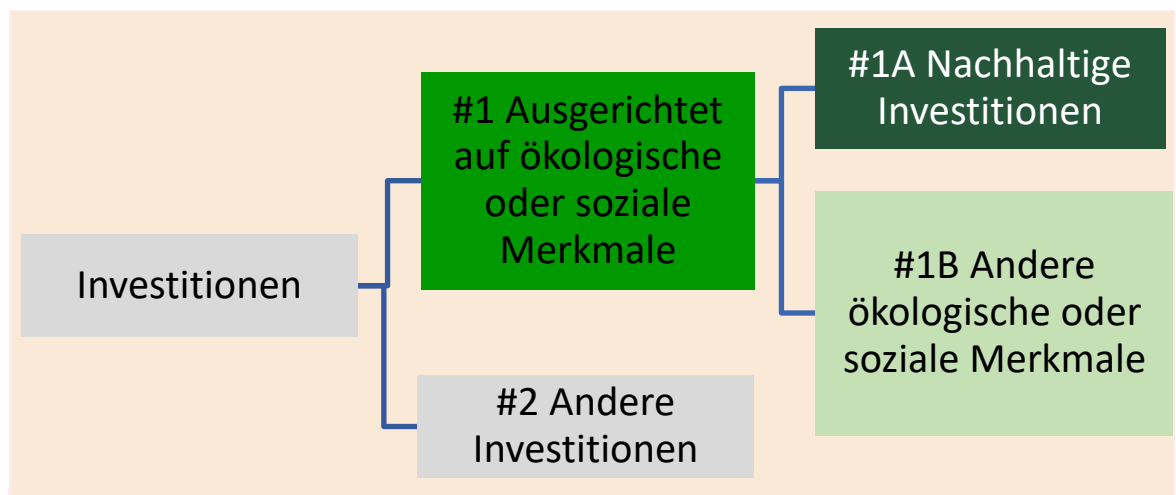 Investitionen
#1 Ausgerichtet
auf ökologische
oder soziale
Merkmale
#2 Andere
Investitionen
#1A Nachhaltige
Investitionen
#1B Andere
ökologische oder
soziale Merkmale